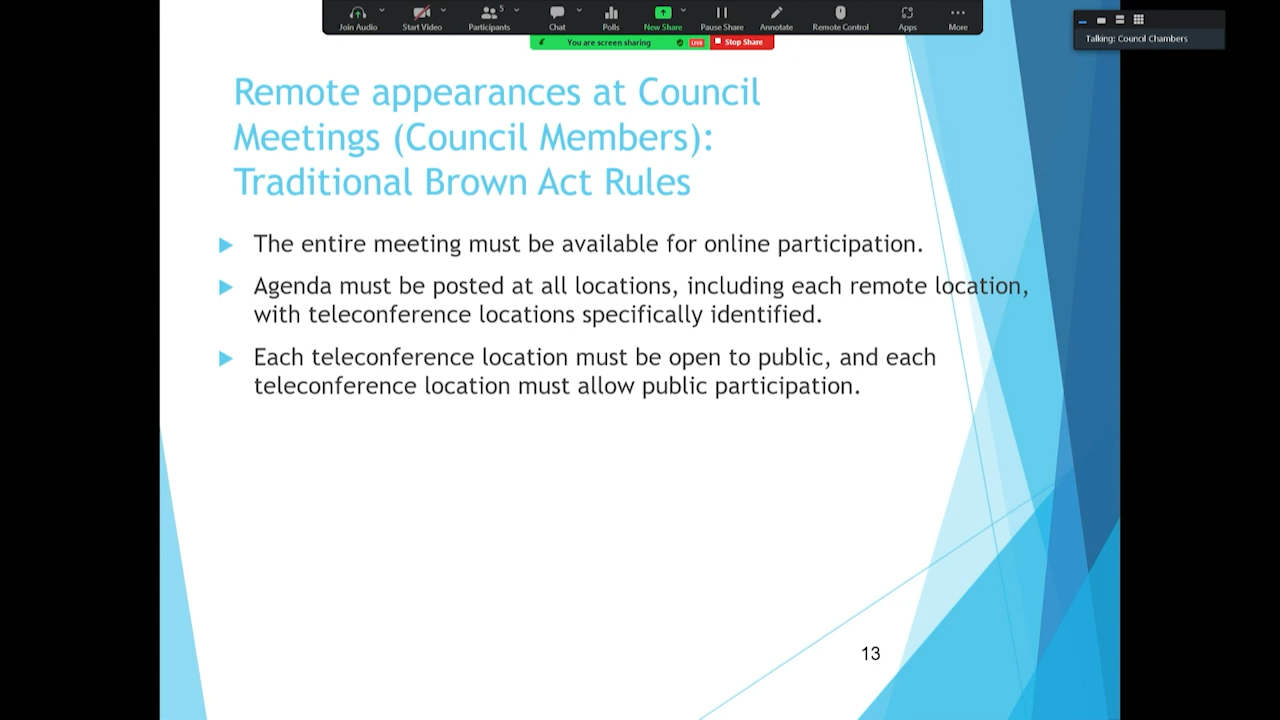 5
Join Audio Start Video Participants Chat Polls New Share Pause Share Annotate Remote Control Apps More
You are screen sharing LIVE Stop Share
Talking: Council Chambers
Remote appearances at Council
Meetings (Council Members):
Traditional Brown Act Rules
The entire meeting must be available for online participation.
Agenda must be posted at all locations, including each remote location,
with teleconference locations specifically identified.
Each teleconference location must be open to public, and each
teleconference location must allow public participation.
13